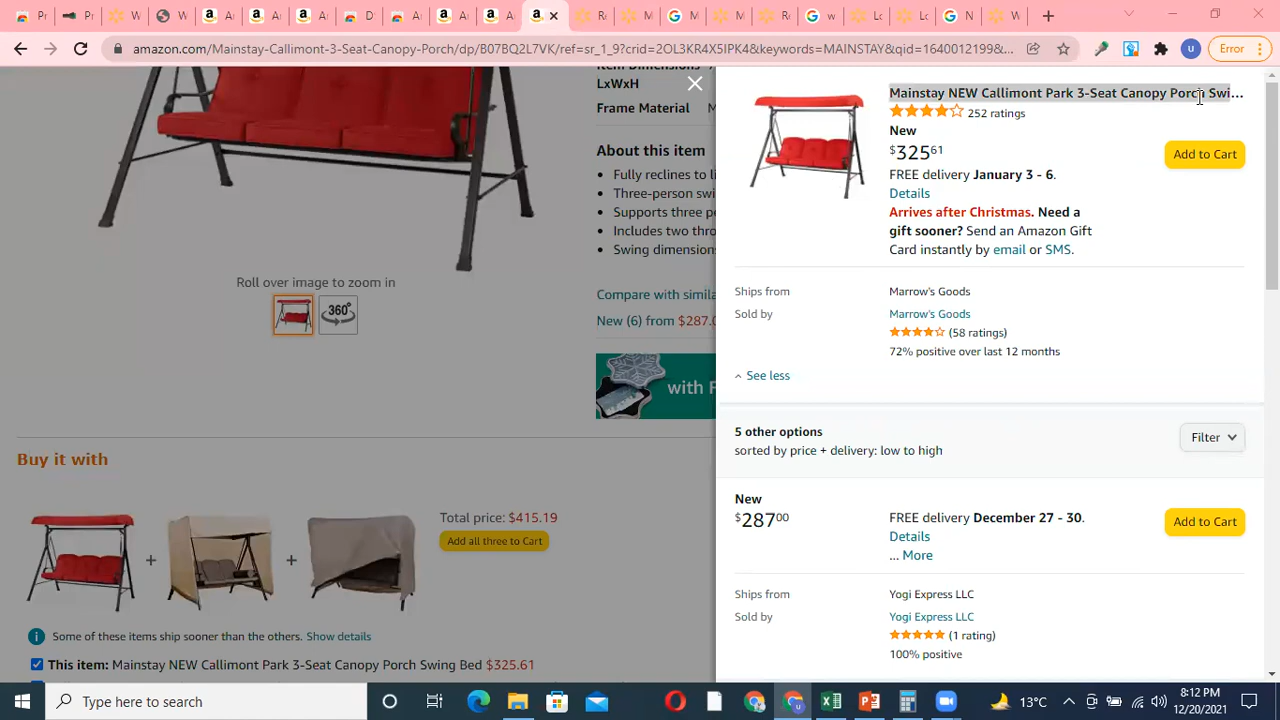 amazon.com/Mainstay-Callimont-3-Seat-Canopy-Porch/dp/B07BQ2L7VK/ref=sr_1_9?crid=2OL3KR4X5IPK4&keywords=MAINSTAY&qid=1640012199&...
Error
LxWxH
Frame Material
About this item
Fully reclines to
Three-person
Supports three
Includes two
Swing
Roll over image to zoom in
360°
Compare with
New (6) from
with
Mainstay NEW Callimont Park 3-Seat Canopy Porch Swi...
252 ratings
New
$325 61
Add to Cart
FREE delivery January 3 - 6.
Details
Arrives after Christmas. Need a
gift sooner? Send an Amazon Gift
Card instantly by email or SMS.
Ships from Marrow's Goods
Sold by Marrow's Goods
(58 ratings)
72% positive over last 12 months
See less
5 other options
sorted by price + delivery: low to high
Filter
New
$287 00
FREE delivery December 27 - 30.
Add to Cart
Details
... More
Ships from Yogi Express LLC
Sold by Yogi Express LLC
(1 rating)
100% positive
Buy it with
Total price: $415.19
Add all three to Cart
Some of these items ship sooner than the others. Show details
This item: Mainstay NEW Callimont Park 3-Seat Canopy Porch Swing Bed $325.61
Type here to search
13°C
8:12 PM
12/20/2021